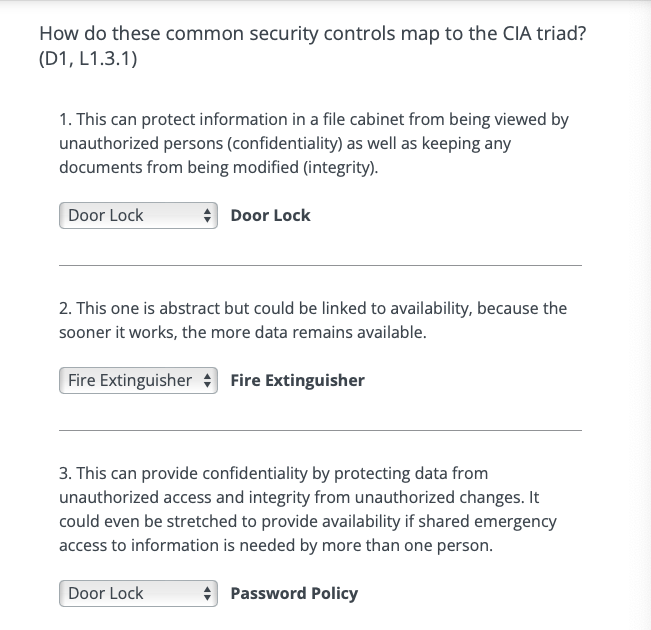 How do these common security controls map to the CIA triad?
(D1, L1.3.1)
1. This can protect information in a file cabinet from being viewed by
unauthorized persons (confidentiality) as well as keeping any
documents from being modified (integrity).
Door Lock Door Lock
2. This one is abstract but could be linked to availability, because the
sooner it works, the more data remains available.
Fire Extinguisher Fire Extinguisher
3. This can provide confidentiality by protecting data from
unauthorized access and integrity from unauthorized changes. It
could even be stretched to provide availability if shared emergency
access to information is needed by more than one person.
Door Lock Password Policy